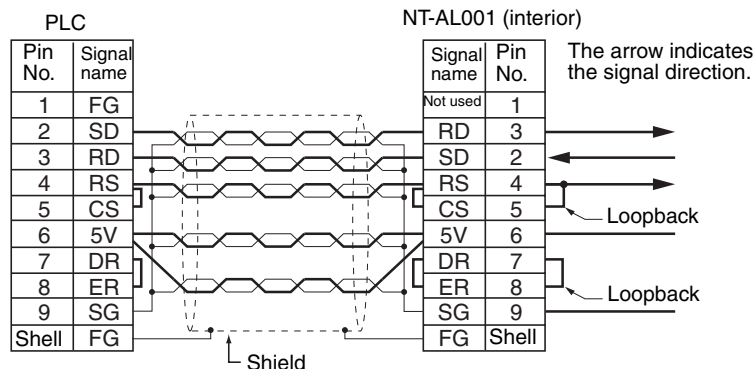 PLC
NT-AL001 (interior)
Pin No. Signal name
Signal name Pin No.
The arrow indicates
the signal direction.
1 FG Not used 1
2 SD RD 3
3 RD SD 2
4 RS RS 4
5 CS CS 5
Loopback
6 5V 5V 6
7 DR DR 7
8 ER ER 8
Loopback
9 SG SG 9
Shell FG FG Shell
Shield